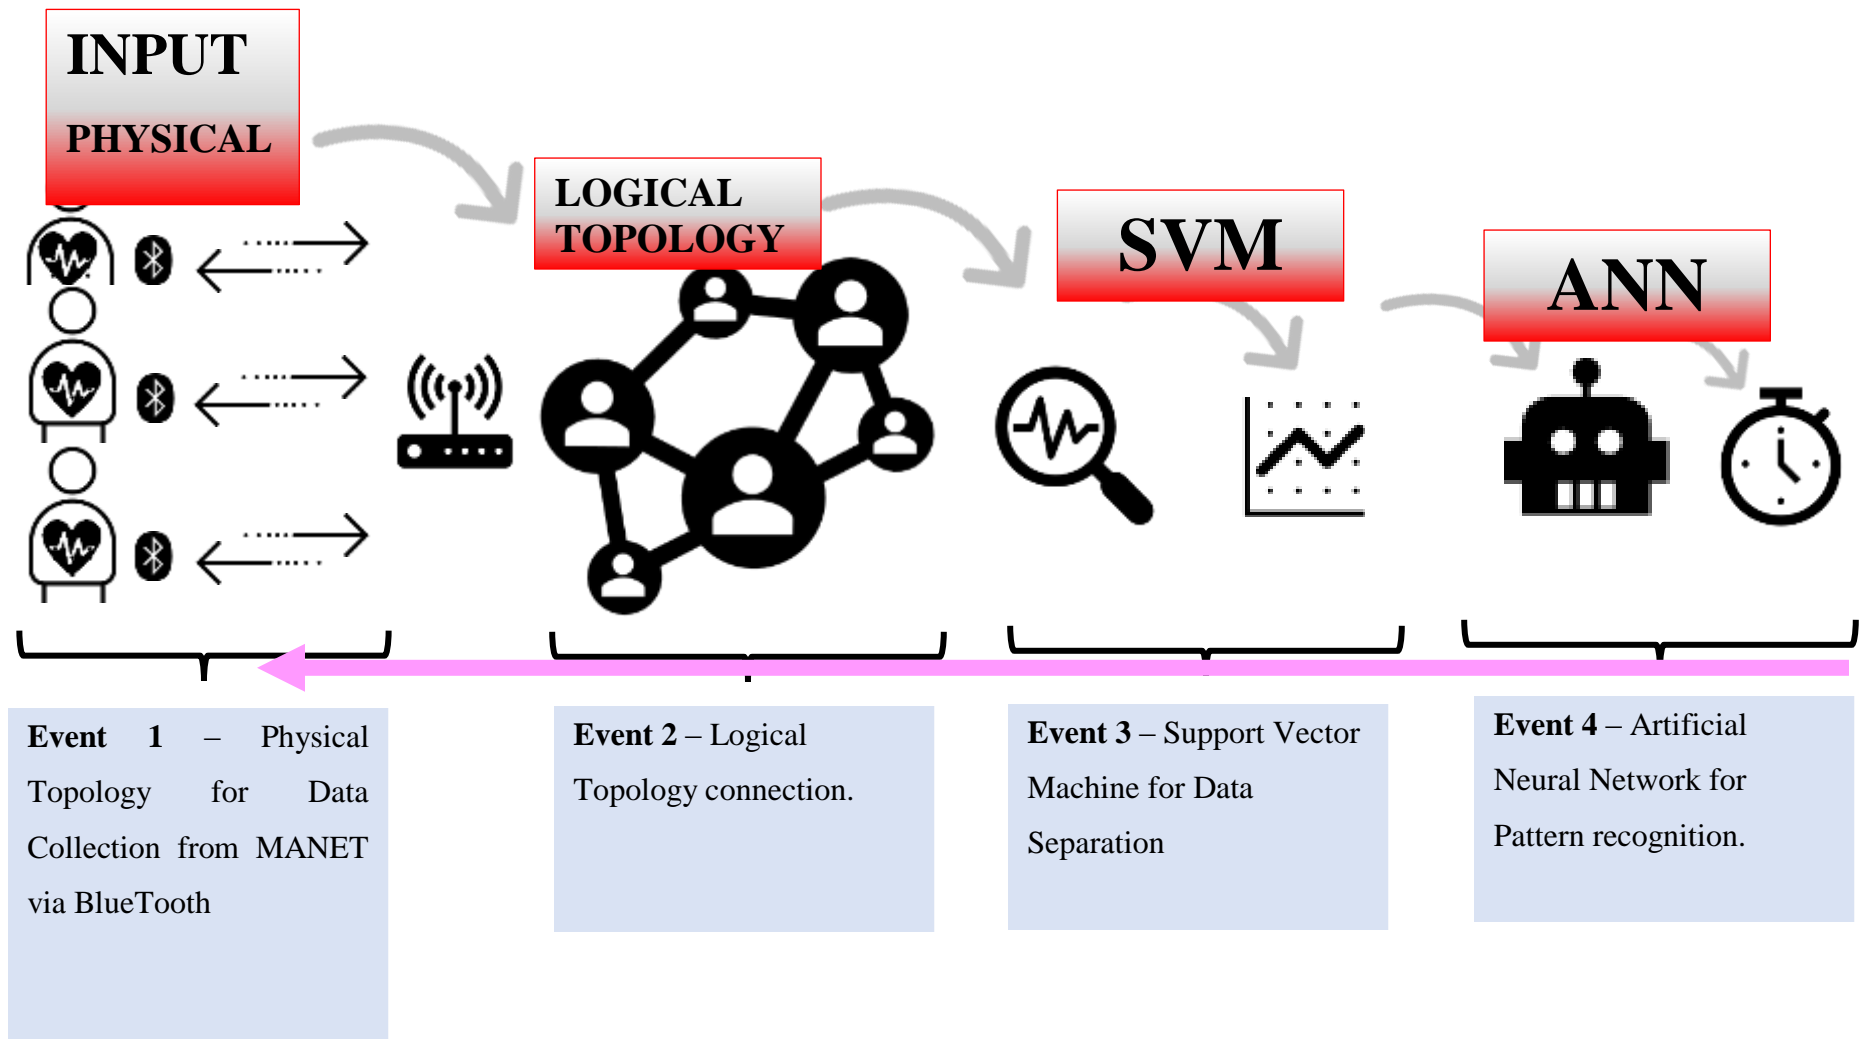 INPUT
PHYSICAL
LOGICAL
TOPOLOGY
SVM
ANN
Event 1 – Physical
Topology for Data
Collection from MANET
via BlueTooth
Event 2 – Logical
Topology connection.
Event 3 – Support Vector
Machine for Data
Separation
Event 4 – Artificial
Neural Network for
Pattern recognition.